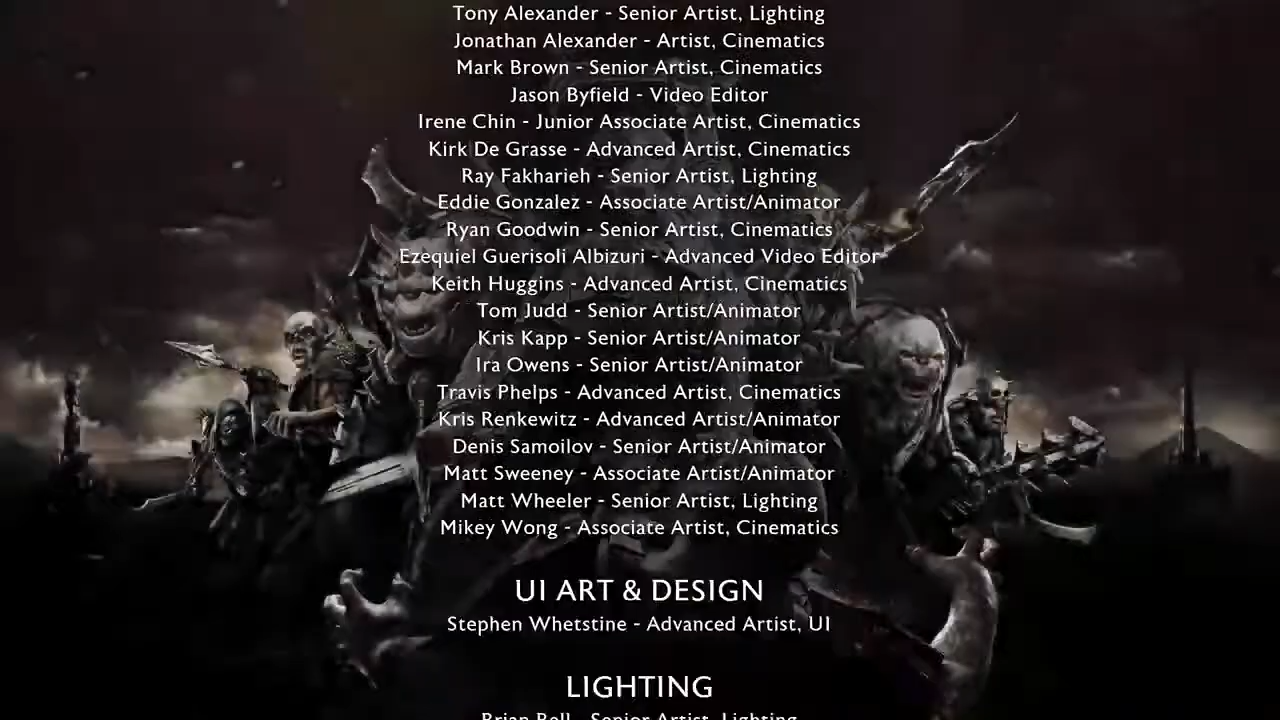 Tony Alexander - Senior Artist, Lighting
Jonathan Alexander - Artist, Cinematics
Mark Brown - Senior Artist, Cinematics
Jason Byfield - Video Editor
Irene Chin - Junior Associate Artist, Cinematics
Kirk De Grasse - Advanced Artist, Cinematics
Ray Fakharieh - Senior Artist, Lighting
Eddie Gonzalez - Associate Artist/Animator
Ryan Goodwin - Senior Artist, Cinematics
Ezequiel Guerisoli Albizuri - Advanced Video Editor
Keith Huggins - Advanced Artist, Cinematics
Tom Judd - Senior Artist/Animator
Kris Kapp - Senior Artist/Animator
Ira Owens - Senior Artist/Animator
Travis Phelps - Advanced Artist, Cinematics
Kris Renkewitz - Advanced Artist/Animator
Denis Samoilov - Senior Artist/Animator
Matt Sweeney - Associate Artist/Animator
Matt Wheeler - Senior Artist, Lighting
Mikey Wong - Associate Artist, Cinematics
UI ART & DESIGN
Stephen Whetstine - Advanced Artist, UI
LIGHTING
Brian Bell - Senior Artist, Lighting